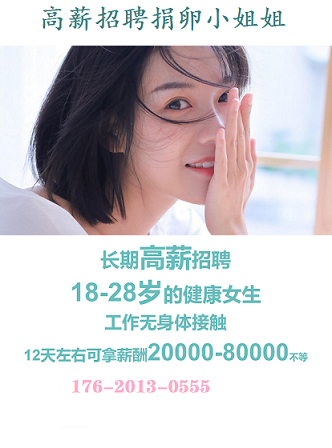 高薪招聘捐卵小姐姐
长期高薪招聘
18-28岁的健康女生
工作无身体接触
12天左右可拿薪酬20000-80000不等
176-2013-0555